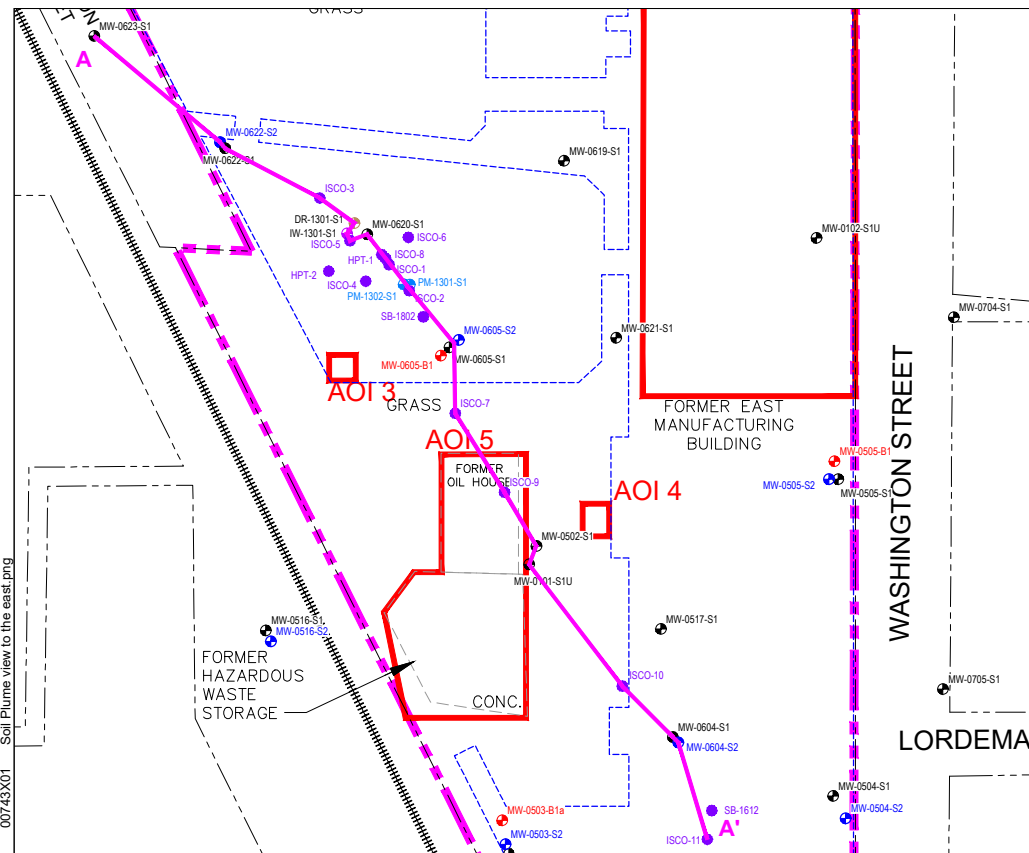 GRASS
MW-0623-S1
A
MW-0622-S2
MW-0622-S1
MW-0619-S1
ISCO-3
DR-1301-S1
MW-0620-S1
IW-1301-S1
ISCO-5
ISCO-6
MW-0102-S1U
HPT-1
ISCO-8
ISCO-1
HPT-2
ISCO-4
PM-1301-S1
PM-1302-S1
ISCO-2
SB-1802
MW-0704-S1
MW-0605-S2
MW-0621-S1
MW-0605-S1
MW-0605-B1
AOI 3
GRASS
ISCO-7
FORMER EAST
MANUFACTURING
BUILDING
WASHINGTON STREET
AOI 5
FORMER
OIL HOUSE
ISCO-9
AOI 4
MW-0505-B1
MW-0505-S2
MW-0505-S1
MW-0502-S1
MW-0101-S1U
MW-0516-S1
MW-0516-S2
MW-0517-S1
FORMER
HAZARDOUS
WASTE
STORAGE
CONC.
ISCO-10
MW-0705-S1
MW-0604-S1
MW-0604-S2
LORDEMA
MW-0504-S1
MW-0504-S2
SB-1612
MW-0503-B1a
A'
ISCO-11
MW-0503-S2
00743X01 Soil Plume view to the east.png